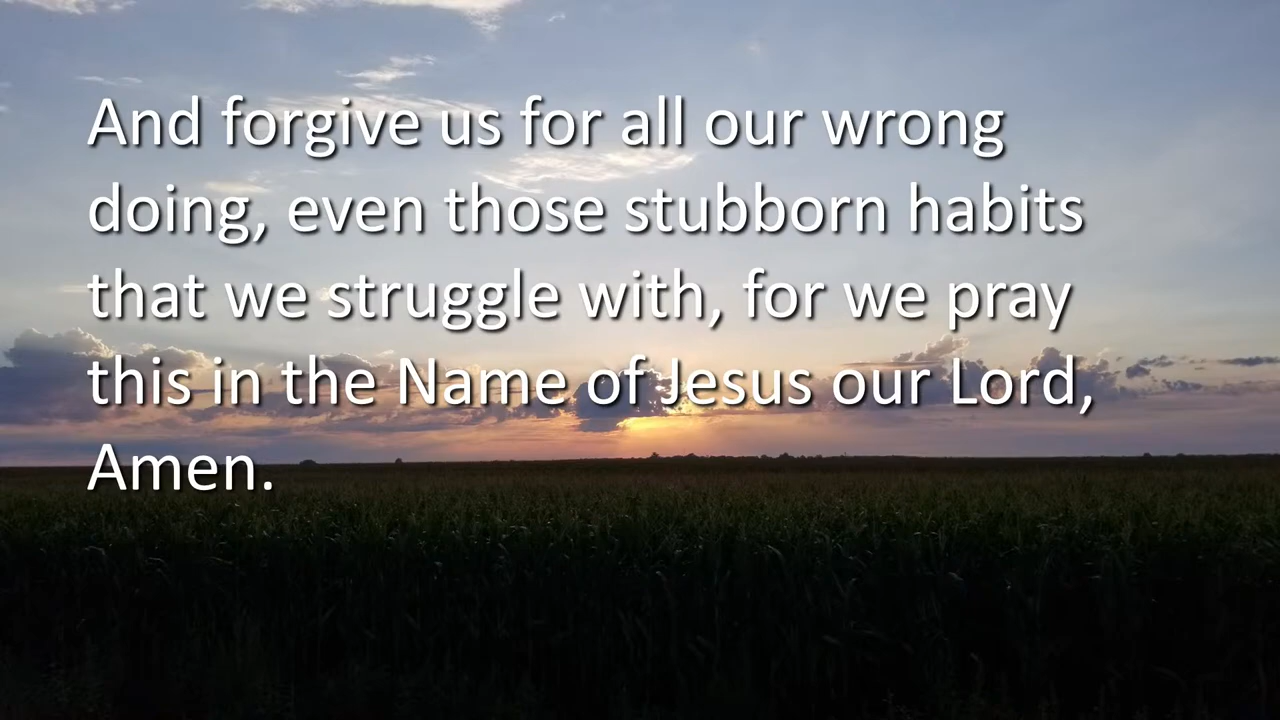 And forgive us for all our wrong
doing, even those stubborn habits
that we struggle with, for we pray
this in the Name of Jesus our Lord,
Amen.